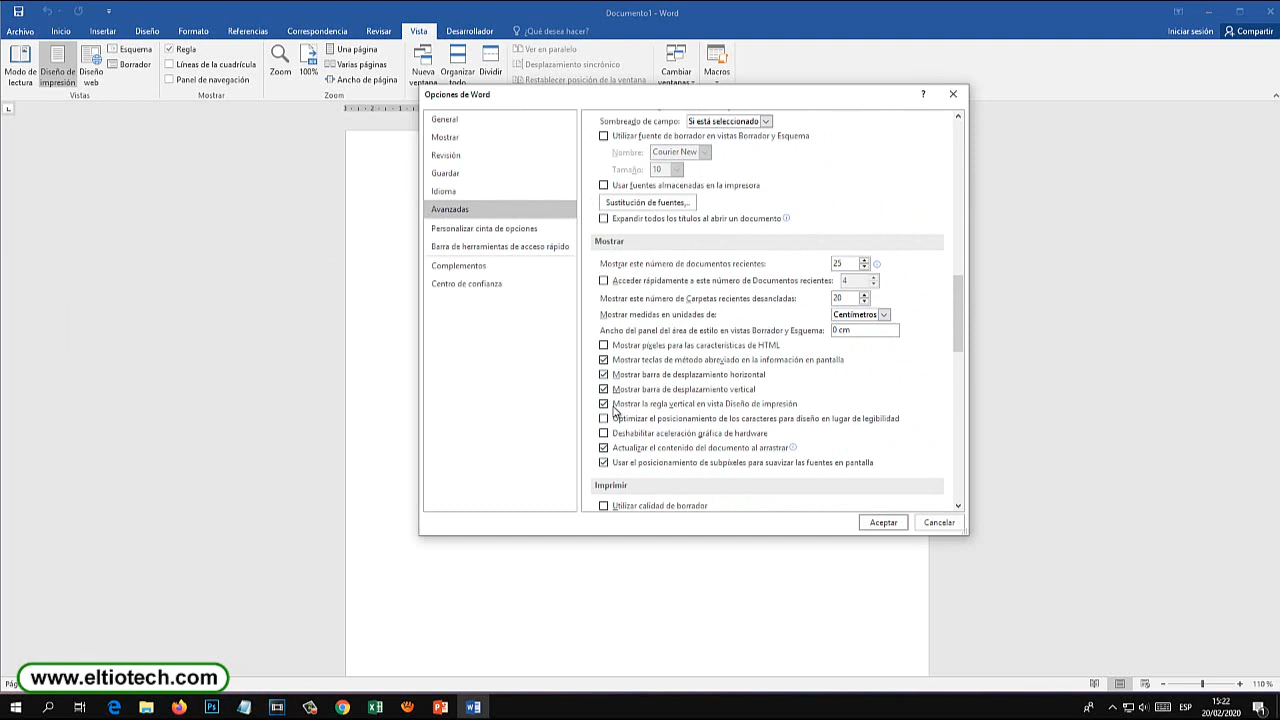 Documento1 - Word
Archivo Inicio Insertar Diseño Formato Referencias Correspondencia Revisar Vista Desarrollador ¿Qué desea hacer? Iniciar sesión Compartir
Modo de lectura
Diseño de impresión
Diseño web
Esquema
Borrador
Vistas
Regla
Líneas de la cuadrícula
Panel de navegación
Mostrar
Zoom
100%
Una página
Varias páginas
Ancho de página
Zoom
Nueva ventana
Organizar todo
Dividir
Ver en paralelo
Desplazamiento sincrónico
Restablecer posición de la ventana
Cambiar ventanas
Macros
Opciones de Word
General
Mostrar
Revisión
Guardar
Idioma
Avanzadas
Personalizar cinta de opciones
Barra de herramientas de acceso rápido
Complementos
Centro de confianza
Sombreado de campo: Si está seleccionado
Utilizar fuente de borrador en vistas Borrador y Esquema
Nombre: Courier New
Tamaño: 10
Usar fuentes almacenadas en la impresora
Sustitución de fuentes...
Expandir todos los títulos al abrir un documento
Mostrar
Mostrar este número de documentos recientes: 25
Acceder rápidamente a este número de Documentos recientes: 4
Mostrar este número de Carpetas recientes desancladas: 20
Mostrar medidas en unidades de: Centímetros
Ancho del panel del área de estilo en vistas Borrador y Esquema: 0 cm
Mostrar píxeles para las características de HTML
Mostrar teclas de método abreviado en la información en pantalla
Mostrar barra de desplazamiento horizontal
Mostrar barra de desplazamiento vertical
Mostrar la regla vertical en vista Diseño de impresión
Optimizar el posicionamiento de los caracteres para diseño en lugar de legibilidad
Deshabilitar aceleración gráfica de hardware
Actualizar el contenido del documento al arrastrar
Usar el posicionamiento de subpíxeles para suavizar las fuentes en pantalla
Imprimir
Utilizar calidad de borrador
Aceptar Cancelar
www.eltiotech.com
110 %
ESP
15:22
20/02/2020